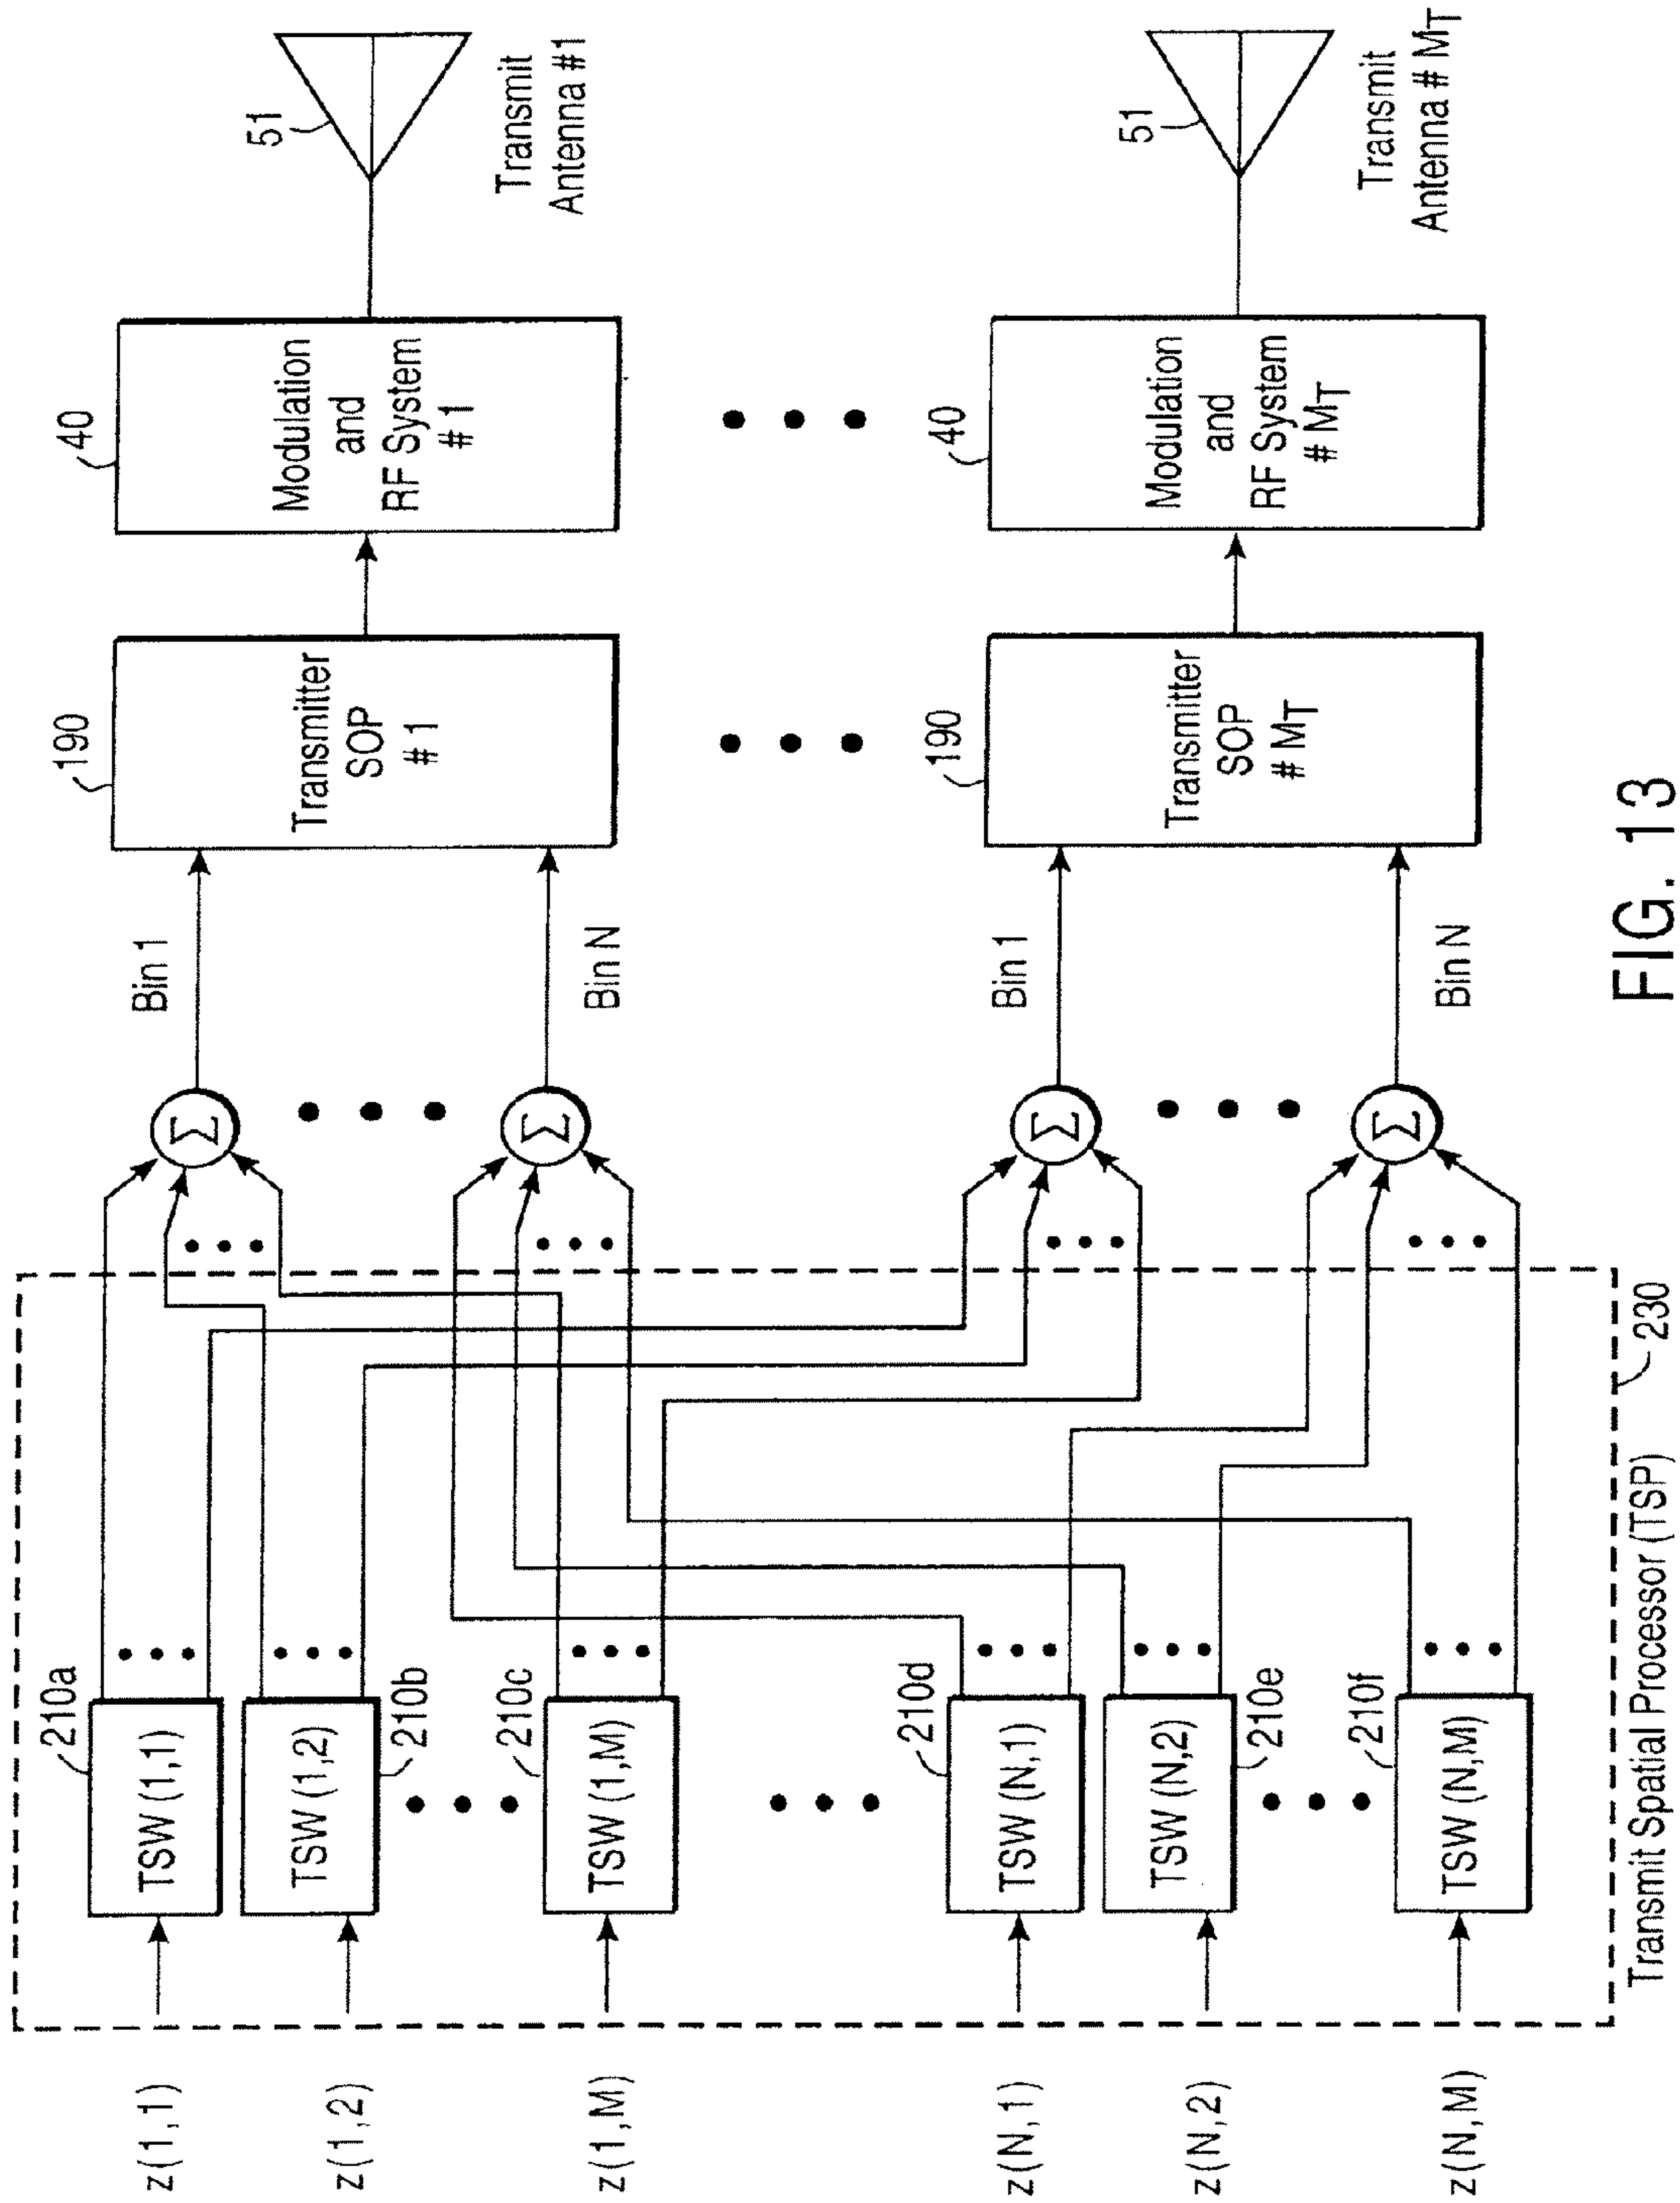 z(1,1)
z(1,2)
z(1,M)
z(N,1)
z(N,2)
z(N,M)
210a
TSW (1,1)
TSW (1,2)
210b
210c
TSW (1,M)
210d
TSW (N,1)
TSW (N,2)
210e
210f
TSW (N,M)
Transmit Spatial Processor (TSP)
230
Σ
Σ
Σ
Σ
Bin 1
Bin N
Bin 1
Bin N
190
Transmitter
SOP
# 1
190
Transmitter
SOP
# MT
40
Modulation
and
RF System
# 1
40
Modulation
and
RF System
# MT
51
Transmit
Antenna #1
51
Transmit
Antenna # MT
FIG. 13